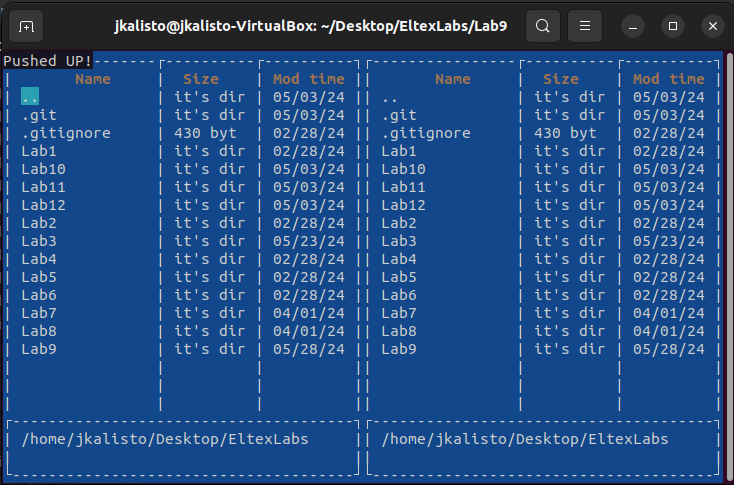 jkalisto@jkalisto-VirtualBox: ~/Desktop/EltexLabs/Lab9
Pushed UP!
Name | Size | Mod time || Name | Size | Mod time
.. | it's dir | 05/03/24 || .. | it's dir | 05/03/24
.git | it's dir | 05/03/24 || .git | it's dir | 05/03/24
.gitignore | 430 byt | 02/28/24 || .gitignore | 430 byt | 02/28/24
Lab1 | it's dir | 02/28/24 || Lab1 | it's dir | 02/28/24
Lab10 | it's dir | 05/03/24 || Lab10 | it's dir | 05/03/24
Lab11 | it's dir | 05/03/24 || Lab11 | it's dir | 05/03/24
Lab12 | it's dir | 05/03/24 || Lab12 | it's dir | 05/03/24
Lab2 | it's dir | 02/28/24 || Lab2 | it's dir | 02/28/24
Lab3 | it's dir | 05/23/24 || Lab3 | it's dir | 05/23/24
Lab4 | it's dir | 02/28/24 || Lab4 | it's dir | 02/28/24
Lab5 | it's dir | 02/28/24 || Lab5 | it's dir | 02/28/24
Lab6 | it's dir | 02/28/24 || Lab6 | it's dir | 02/28/24
Lab7 | it's dir | 04/01/24 || Lab7 | it's dir | 04/01/24
Lab8 | it's dir | 04/01/24 || Lab8 | it's dir | 04/01/24
Lab9 | it's dir | 05/28/24 || Lab9 | it's dir | 05/28/24
/home/jkalisto/Desktop/EltexLabs || /home/jkalisto/Desktop/EltexLabs